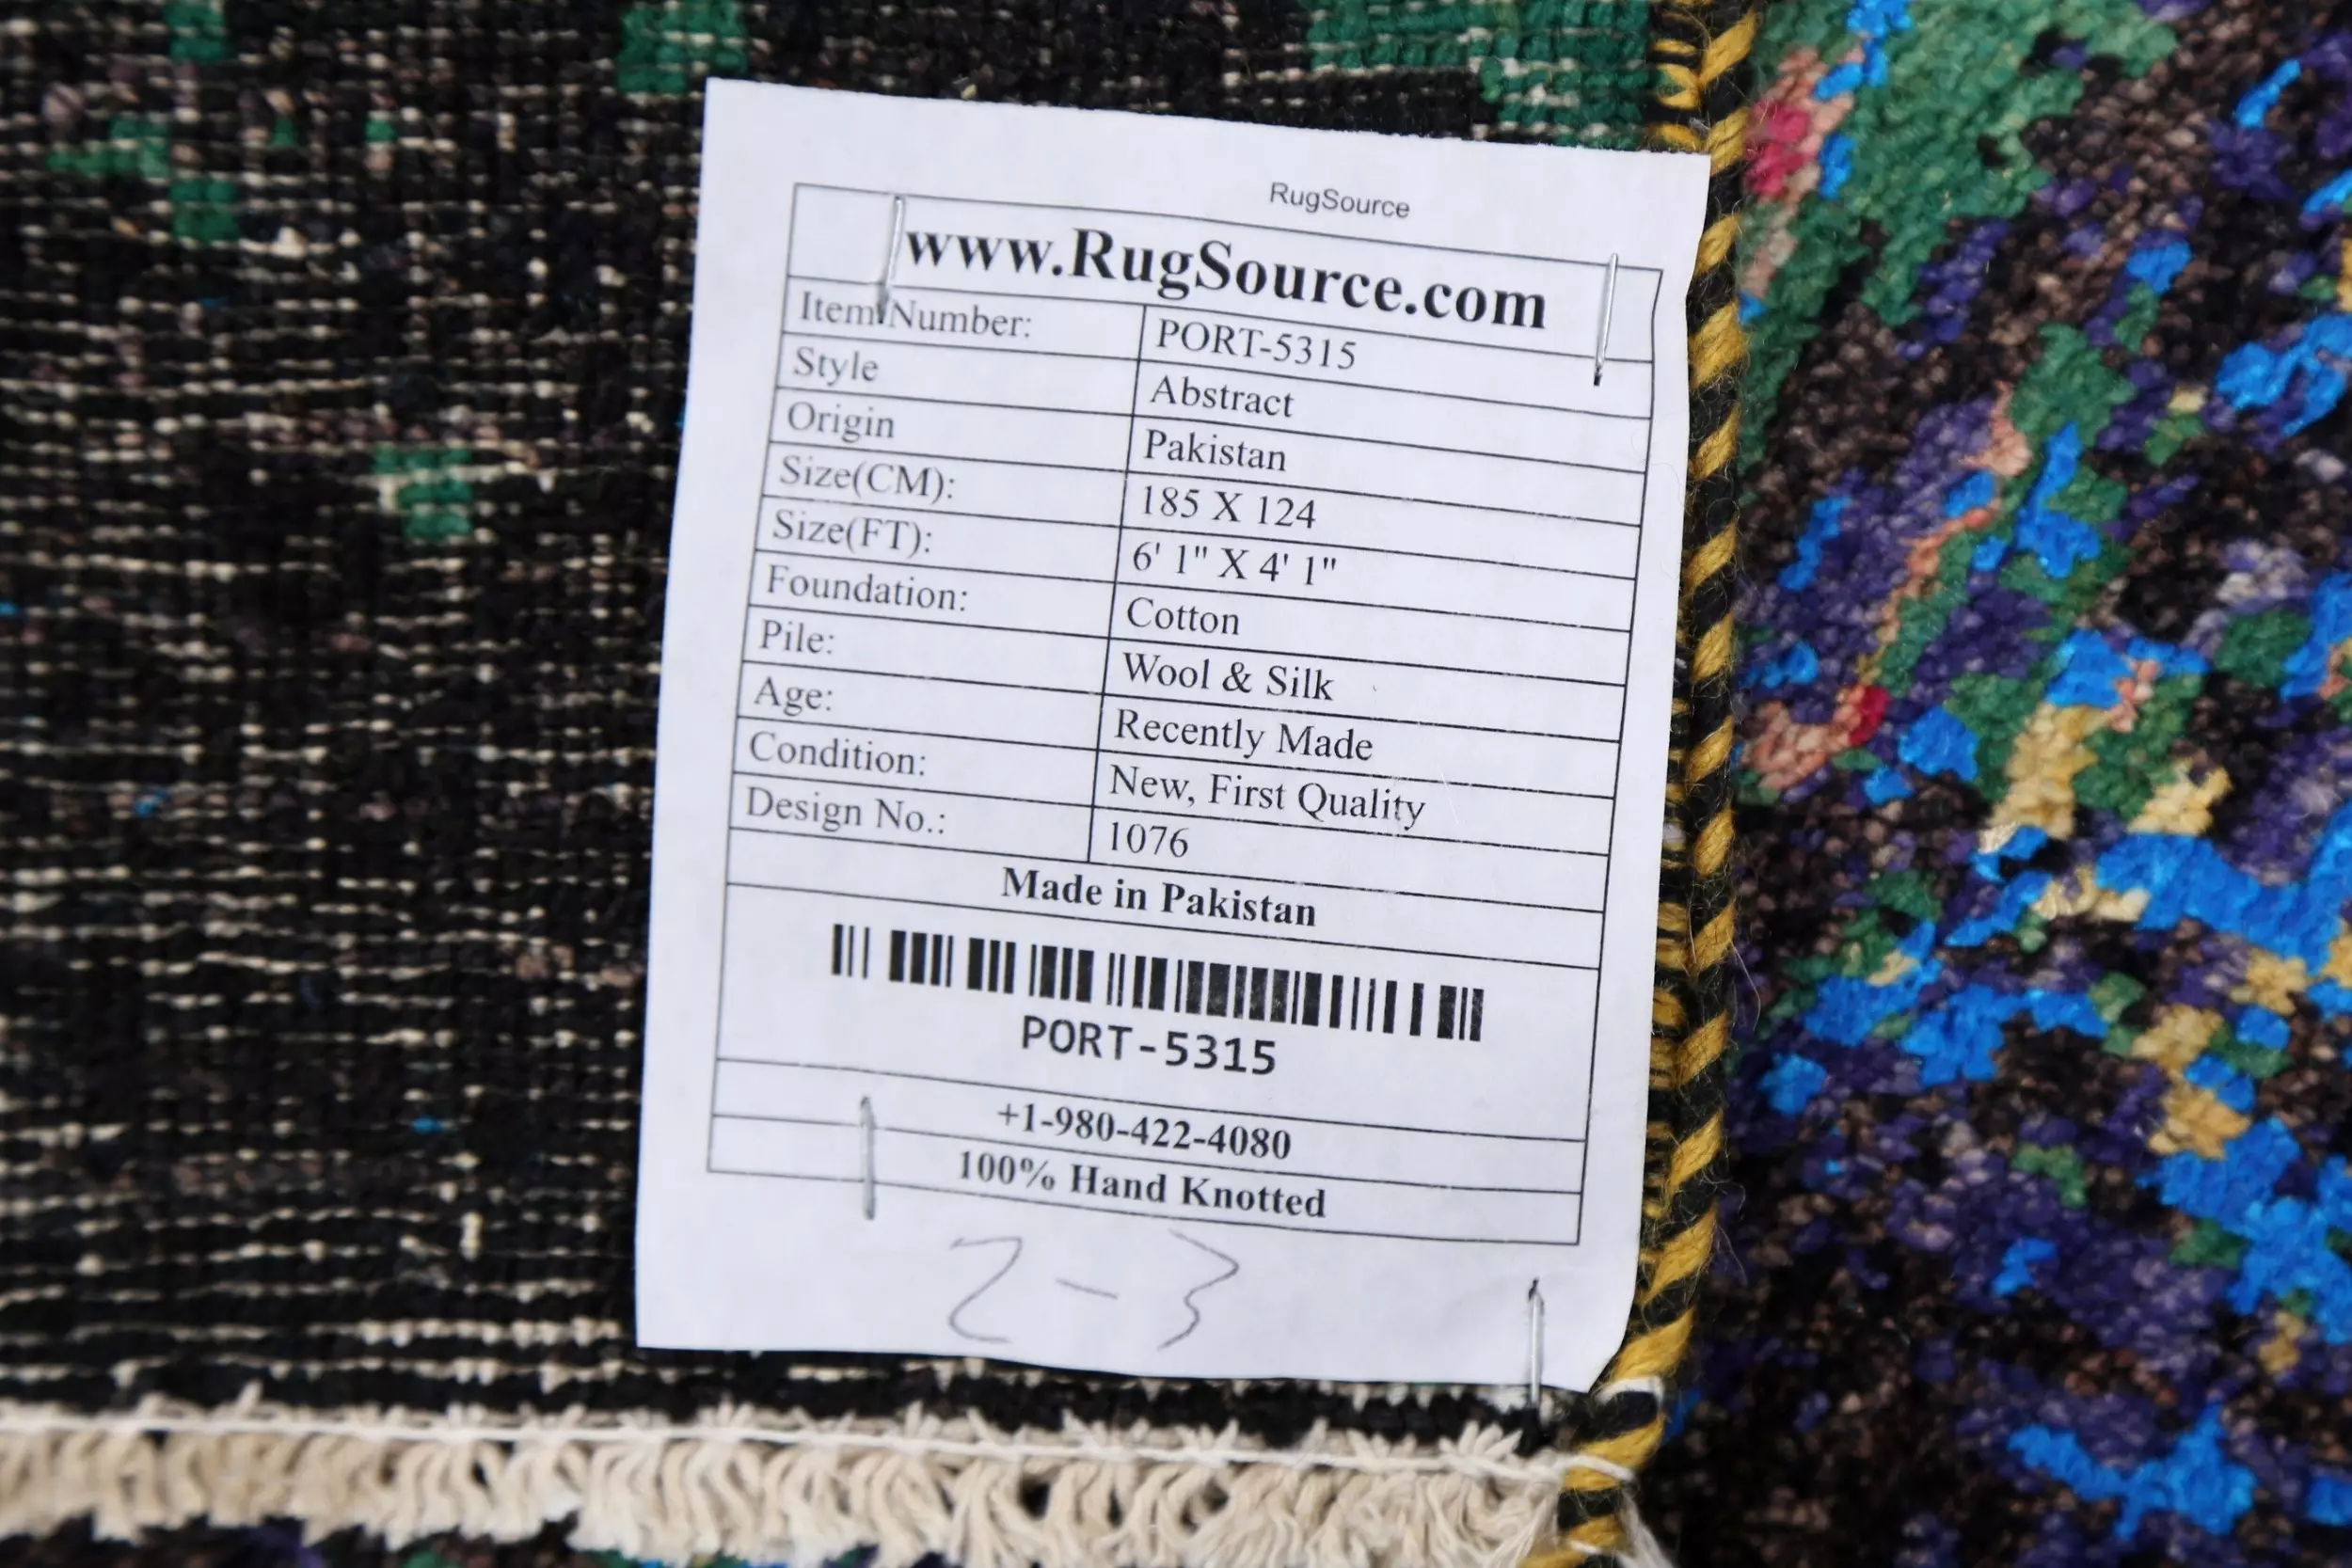 RugSource
www.RugSource.com
Item Number: PORT-5315
Style Abstract
Origin Pakistan
Size(CM): 185 X 124
Size(FT): 6' 1" X 4' 1"
Foundation: Cotton
Pile: Wool & Silk
Age: Recently Made
Condition: New, First Quality
Design No.: 1076
Made in Pakistan
PORT-5315
+1-980-422-4080
100% Hand Knotted
2-3